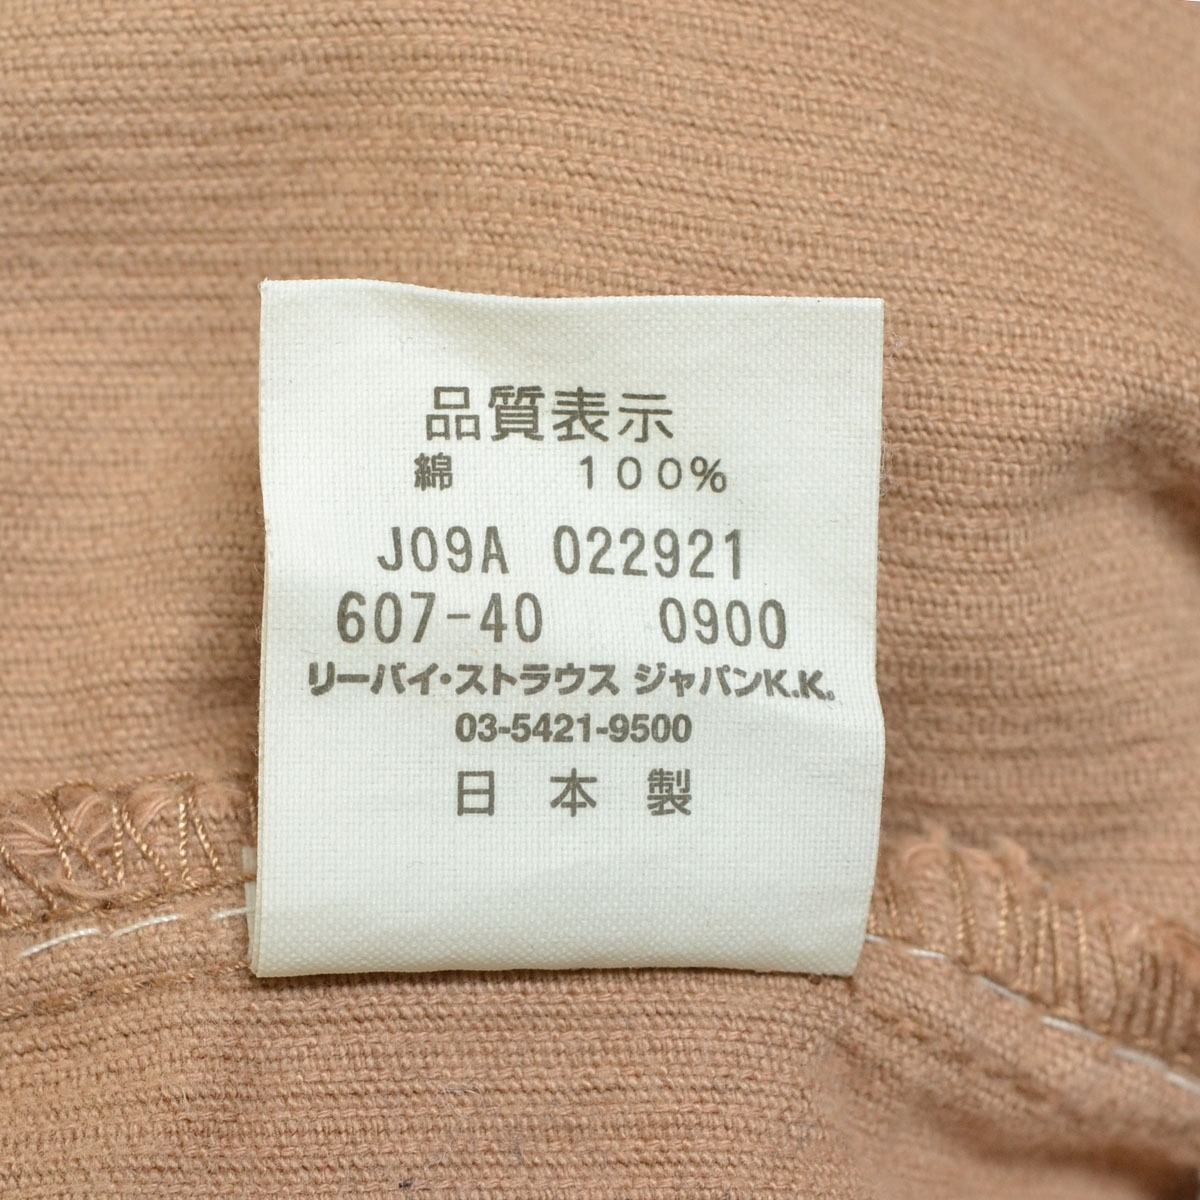 品質表示
綿 100%
J09A 022921
607-40 0900
リーバイ・ストラウス ジャパンK.K.
03-5421-9500
日本製